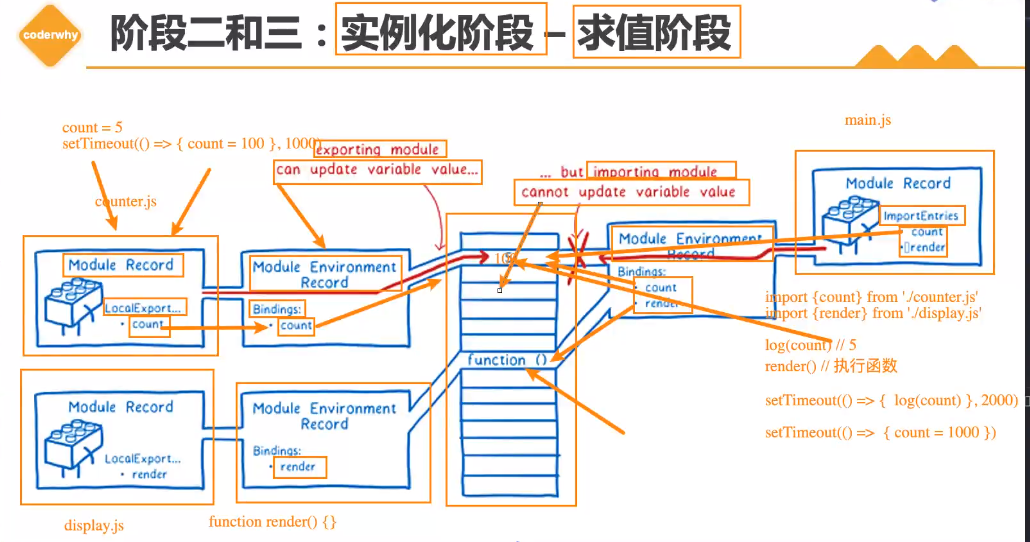 coderwhy
阶段二和三：实例化阶段 – 求值阶段
count = 5
setTimeout(() => { count = 100 }, 1000)
counter.js
exporting module
can update variable value...
... but importing module
cannot update variable value
main.js
Module Record
LocalExport...
• count
Module Environment
Record
Bindings:
• count
function ()
Module Environment
Record
Bindings:
• count
• render
Module Record
ImportEntries
count
render
import {count} from './counter.js'
import {render} from './display.js'
log(count) // 5
render() // 执行函数
setTimeout(() => { log(count) }, 2000)
setTimeout(() => { count = 1000 })
Module Record
LocalExport...
• render
display.js
Module Environment
Record
Bindings:
• render
function render() {}